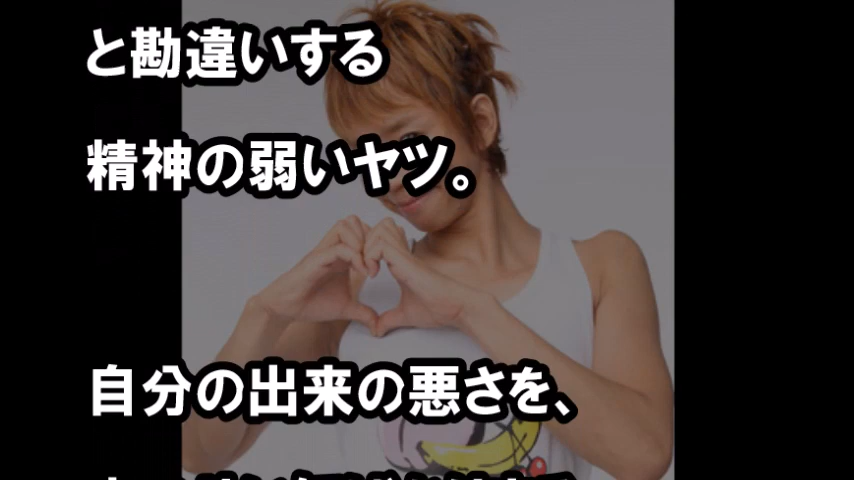 と勘違いする
精神の弱いヤツ。
自分の出来の悪さを、